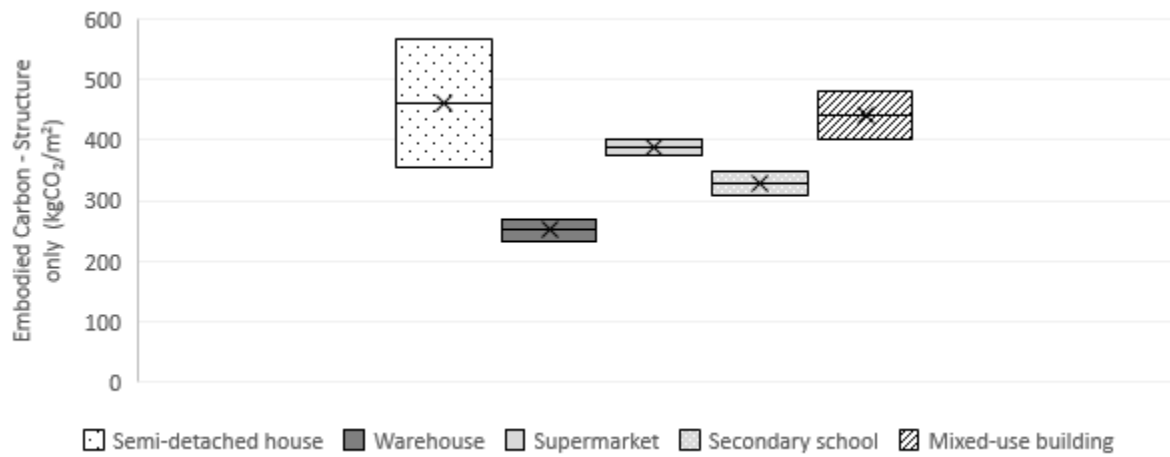 Embodied Carbon - Structure
only (kgCO₂/m²)
600
500
400
300
200
100
0
Semi-detached house
Warehouse
Supermarket
Secondary school
Mixed-use building